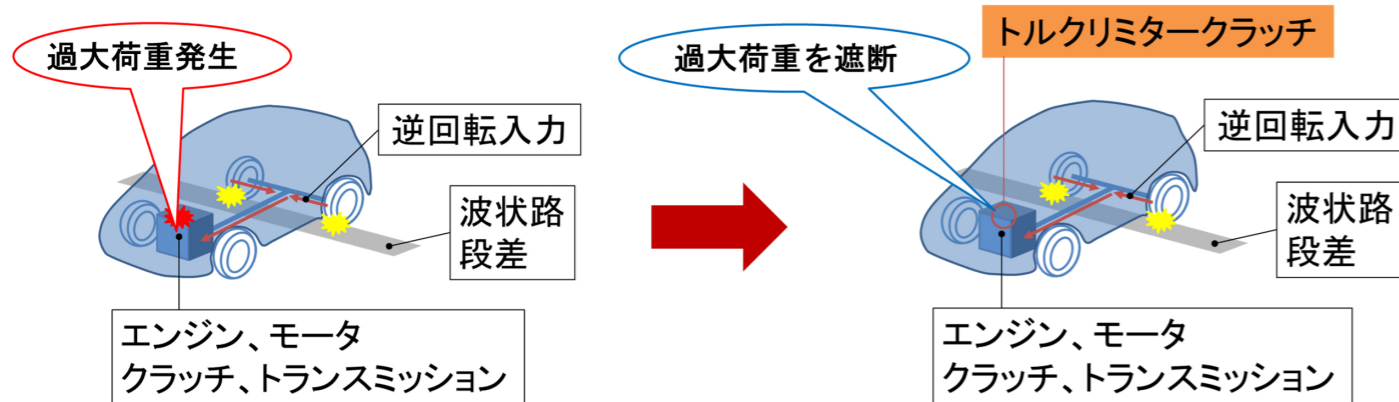 過大荷重発生
逆回転入力
波状路
段差
エンジン、モータ
クラッチ、トランスミッション
トルクリミタークラッチ
過大荷重を遮断
逆回転入力
波状路
段差
エンジン、モータ
クラッチ、トランスミッション